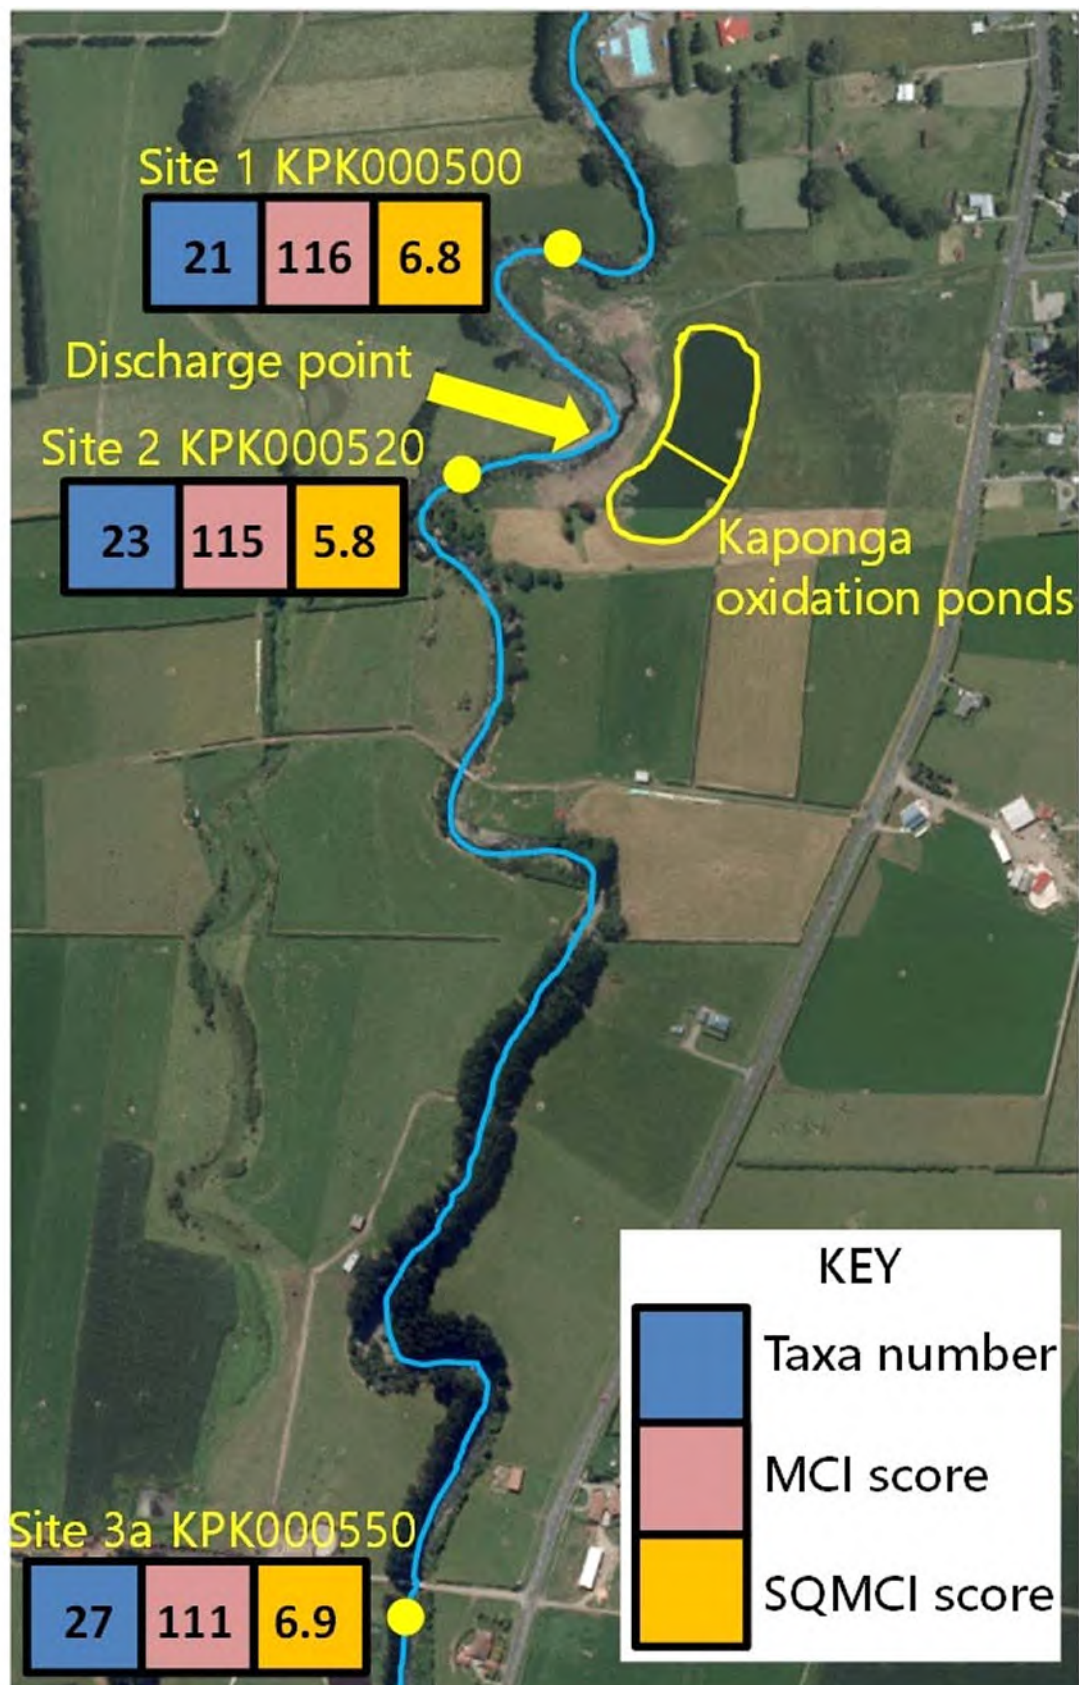 Site 1 KPK000500
21 116 6.8
Discharge point
Site 2 KPK000520
23 115 5.8
Kaponga
oxidation ponds
KEY
Taxa number
MCI score
SQMCI score
Site 3a KPK000550
27 111 6.9